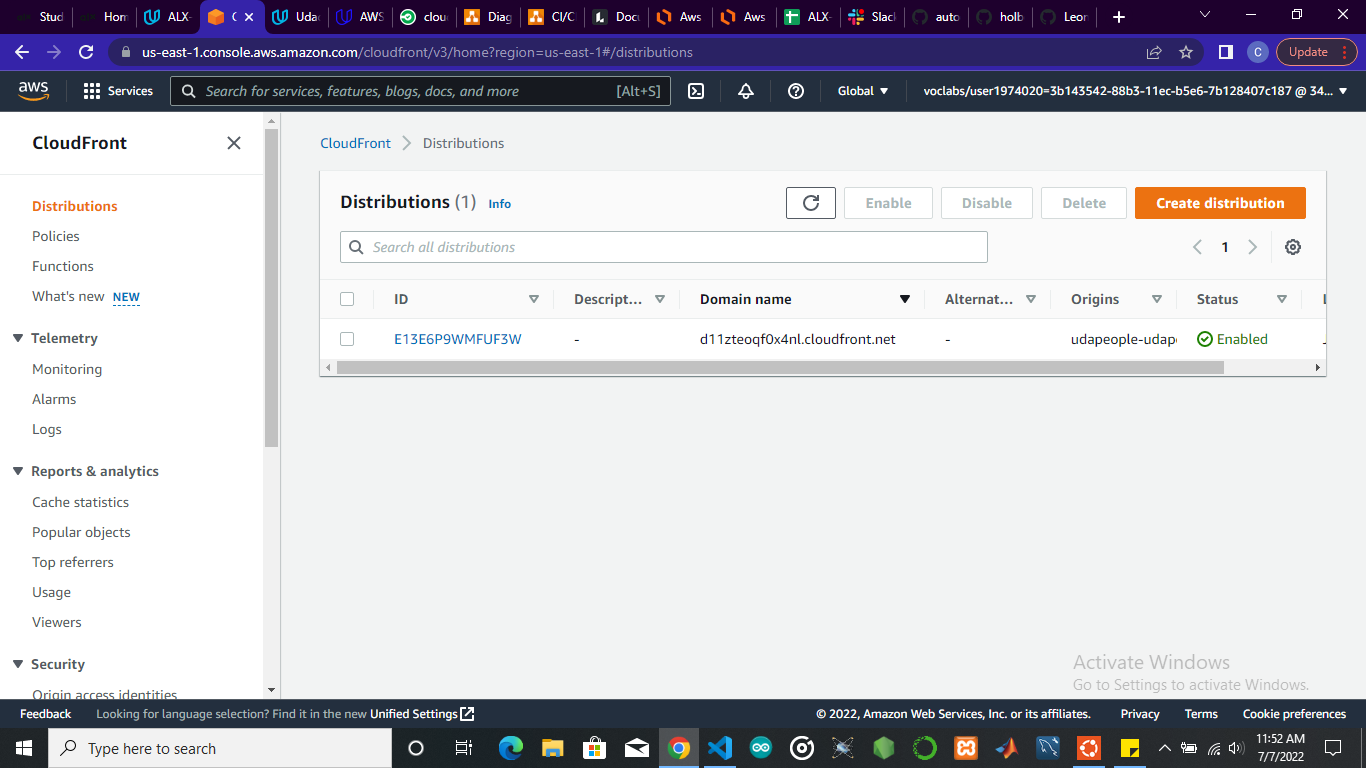 Stud
Hom
ALX-
C
Uda
AWS
clou
Diag
CI/C
Docu
Aws
Aws
ALX-
Slac
auto
holb
Leor
us-east-1.console.aws.amazon.com/cloudfront/v3/home?region=us-east-1#/distributions
C
Update
aws
Services
Search for services, features, blogs, docs, and more
[Alt+S]
Global
voclabs/user1974020=3b143542-88b3-11ec-b5e6-7b128407c187 @ 34...
CloudFront
Distributions
Policies
Functions
What's new NEW
Telemetry
Monitoring
Alarms
Logs
Reports & analytics
Cache statistics
Popular objects
Top referrers
Usage
Viewers
Security
Origin access identities
CloudFront Distributions
Distributions (1) Info
Enable
Disable
Delete
Create distribution
Search all distributions
1
ID Descript... Domain name Alternat... Origins Status
E13E6P9WMFUF3W - d11zteoqf0x4nl.cloudfront.net - udapeople-udape Enabled
Activate Windows
Go to Settings to activate Windows.
Feedback Looking for language selection? Find it in the new Unified Settings
© 2022, Amazon Web Services, Inc. or its affiliates. Privacy Terms Cookie preferences
Type here to search
11:52 AM
7/7/2022